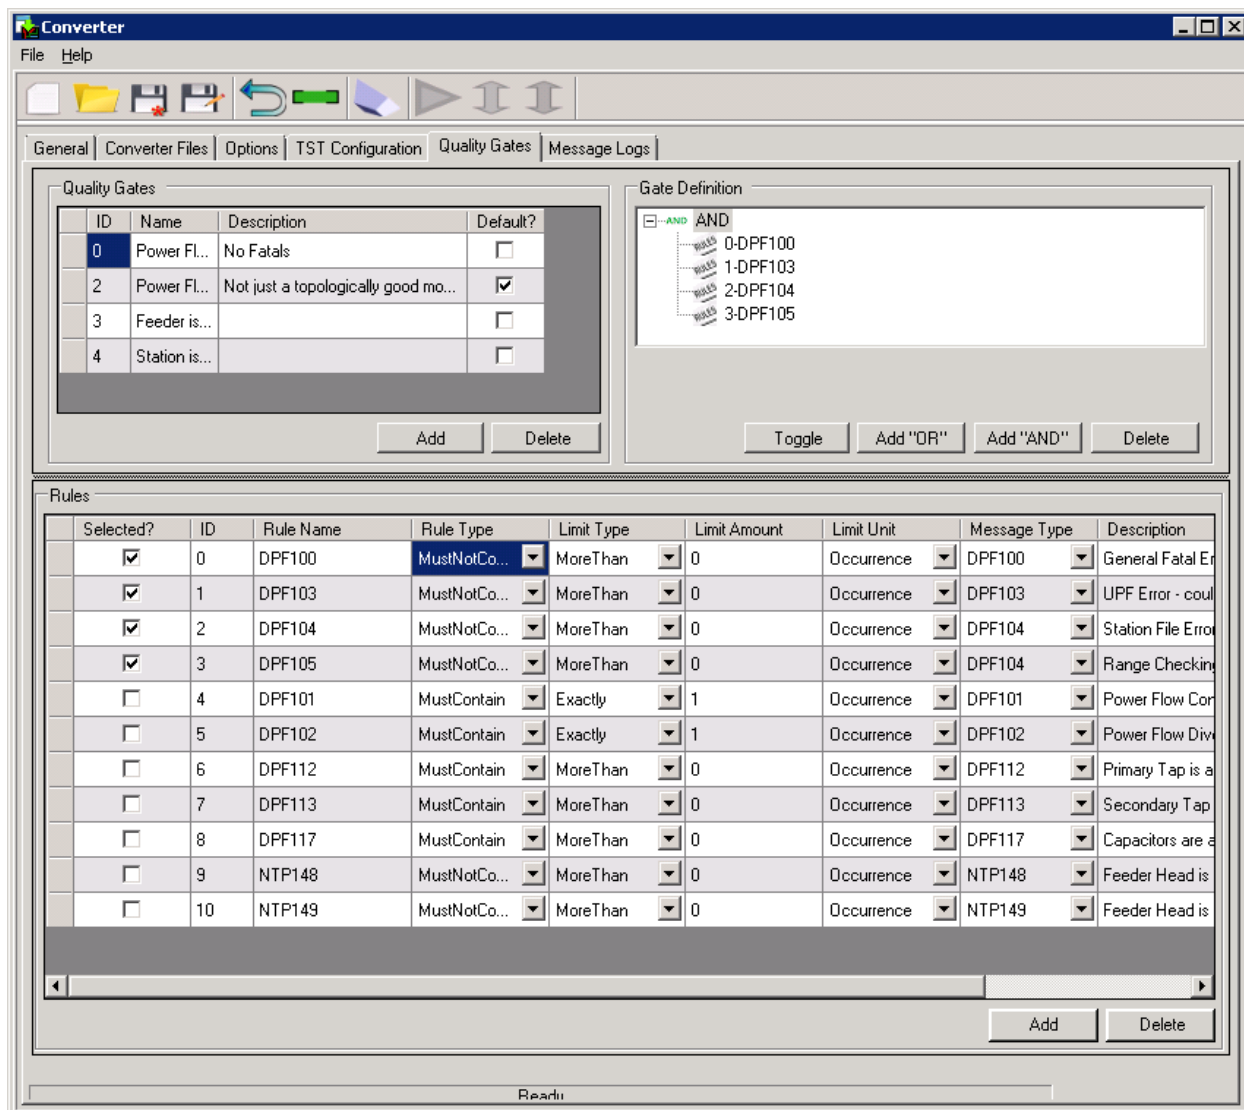 Converter
File Help
General Converter Files Options TST Configuration Quality Gates Message Logs
Quality Gates
ID Name Description Default?
0 Power Fl... No Fatals
2 Power Fl... Not just a topologically good mo...
3 Feeder is...
4 Station is...
Add Delete
Gate Definition
AND AND
RULES 0-DPF100
RULES 1-DPF103
RULES 2-DPF104
RULES 3-DPF105
Toggle Add "OR" Add "AND" Delete
Rules
Selected? ID Rule Name Rule Type Limit Type Limit Amount Limit Unit Message Type Description
0 DPF100 MustNotCo... MoreThan 0 Occurrence DPF100 General Fatal Er
1 DPF103 MustNotCo... MoreThan 0 Occurrence DPF103 UPF Error - coul
2 DPF104 MustNotCo... MoreThan 0 Occurrence DPF104 Station File Error
3 DPF105 MustNotCo... MoreThan 0 Occurrence DPF104 Range Checking
4 DPF101 MustContain Exactly 1 Occurrence DPF101 Power Flow Con
5 DPF102 MustContain Exactly 1 Occurrence DPF102 Power Flow Dive
6 DPF112 MustContain MoreThan 0 Occurrence DPF112 Primary Tap is a
7 DPF113 MustContain MoreThan 0 Occurrence DPF113 Secondary Tap
8 DPF117 MustContain MoreThan 0 Occurrence DPF117 Capacitors are a
9 NTP148 MustNotCo... MoreThan 0 Occurrence NTP148 Feeder Head is
10 NTP149 MustNotCo... MoreThan 0 Occurrence NTP149 Feeder Head is
Add Delete
Ready